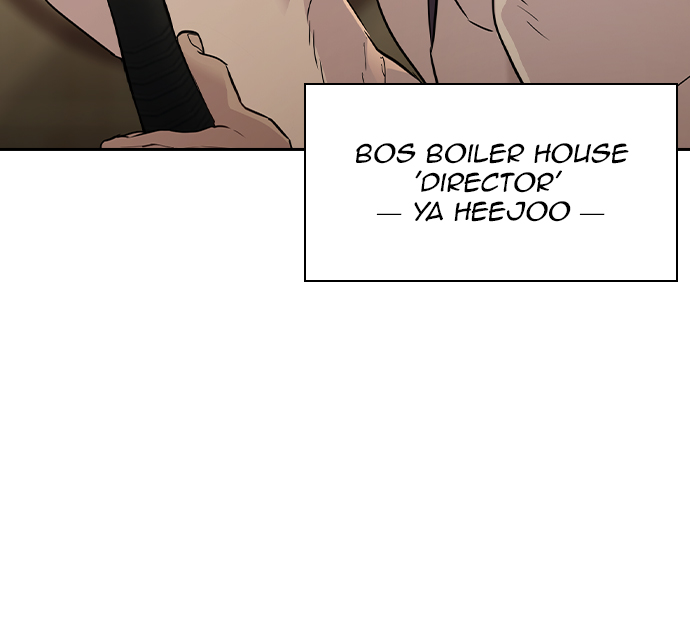 BOS BOILER HOUSE
'DIRECTOR'
— YA HEEJOO —